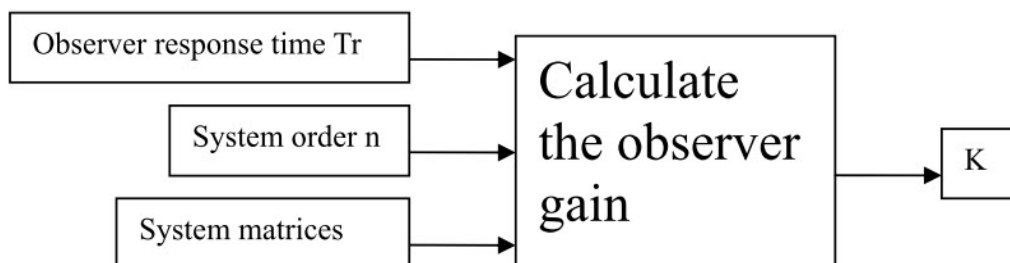 Observer response time Tr
System order n
System matrices
Calculate
the observer
gain
K